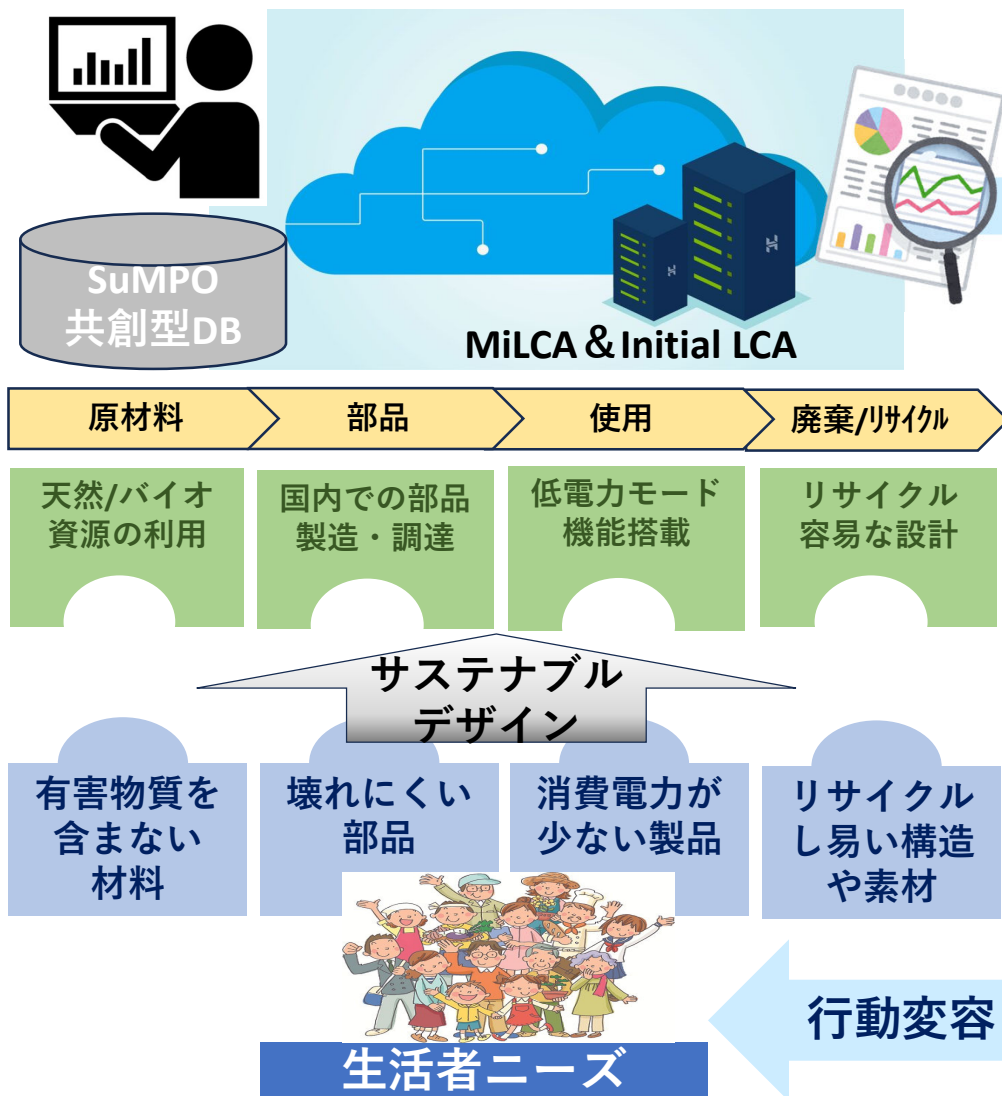 SuMPO
共創型DB
MiLCA＆Initial LCA
原材料
部品
使用
廃棄/ﾘｻｲｸﾙ
天然/バイオ
資源の利用
国内での部品
製造・調達
低電力モード
機能搭載
リサイクル
容易な設計
サステナブル
デザイン
有害物質を
含まない
材料
壊れにくい
部品
消費電力が
少ない製品
リサイクル
し易い構造
や素材
行動変容
生活者ニーズ